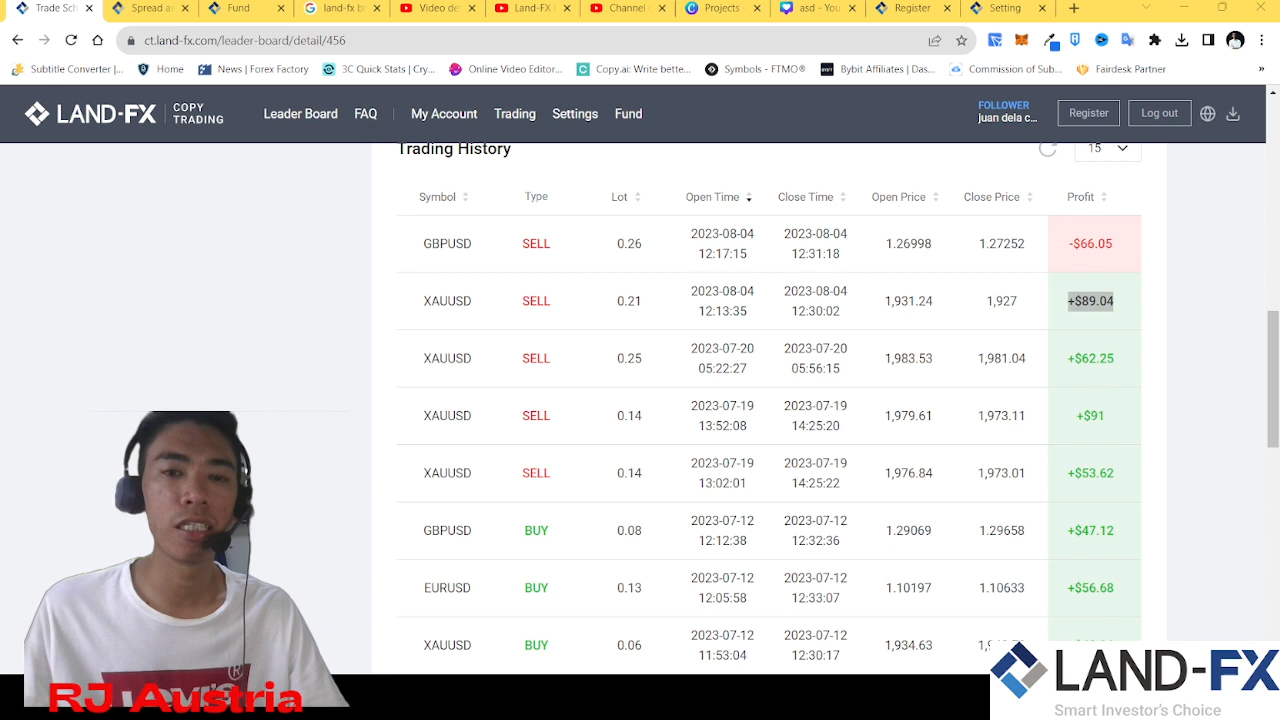 Trade Sch
Spread as
Fund
land-fx b
Video de
Land-FX
Channel c
Projects -
asd - You
Register
Setting
ct.land-fx.com/leader-board/detail/456
Subtitle Converter |...
Home
News | Forex Factory
3C Quick Stats | Cry...
Online Video Editor...
Copy.ai: Write bette...
Symbols - FTMO®
Bybit Affiliates | Das...
Commission of Sub...
Fairdesk Partner
»
LAND-FX
COPY
TRADING
Leader Board
FAQ
My Account
Trading
Settings
Fund
FOLLOWER
juan dela c...
Register
Log out
Trading History
15
Symbol Type Lot Open Time Close Time Open Price Close Price Profit
GBPUSD SELL 0.26 2023-08-04 12:17:15 2023-08-04 12:31:18 1.26998 1.27252 -$66.05
XAUUSD SELL 0.21 2023-08-04 12:13:35 2023-08-04 12:30:02 1,931.24 1,927 +$89.04
XAUUSD SELL 0.25 2023-07-20 05:22:27 2023-07-20 05:56:15 1,983.53 1,981.04 +$62.25
XAUUSD SELL 0.14 2023-07-19 13:52:08 2023-07-19 14:25:20 1,979.61 1,973.11 +$91
XAUUSD SELL 0.14 2023-07-19 13:02:01 2023-07-19 14:25:22 1,976.84 1,973.01 +$53.62
GBPUSD BUY 0.08 2023-07-12 12:12:38 2023-07-12 12:32:36 1.29069 1.29658 +$47.12
EURUSD BUY 0.13 2023-07-12 12:05:58 2023-07-12 12:33:07 1.10197 1.10633 +$56.68
XAUUSD BUY 0.06 2023-07-12 11:53:04 2023-07-12 12:30:17 1,934.63
RJ Austria
LAND-FX
Smart Investor's Choice